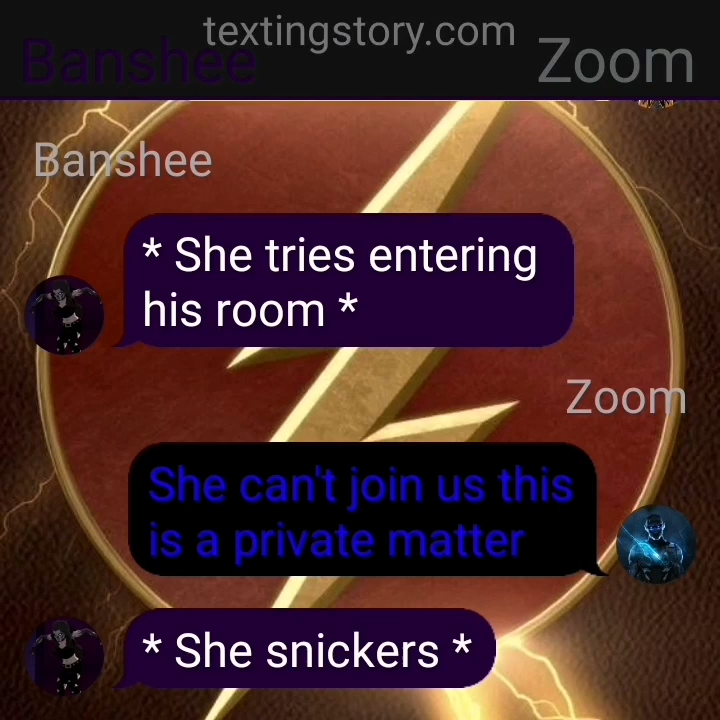 textingstory.com
Banshee Zoom
Banshee
* She tries entering
his room *
Zoom
She can't join us this
is a private matter
* She snickers *